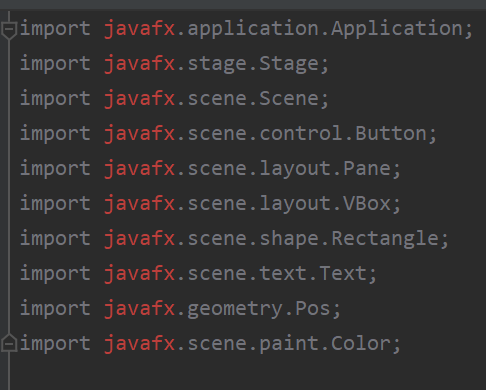 import javafx.application.Application;
import javafx.stage.Stage;
import javafx.scene.Scene;
import javafx.scene.control.Button;
import javafx.scene.layout.Pane;
import javafx.scene.layout.VBox;
import javafx.scene.shape.Rectangle;
import javafx.scene.text.Text;
import javafx.geometry.Pos;
import javafx.scene.paint.Color;